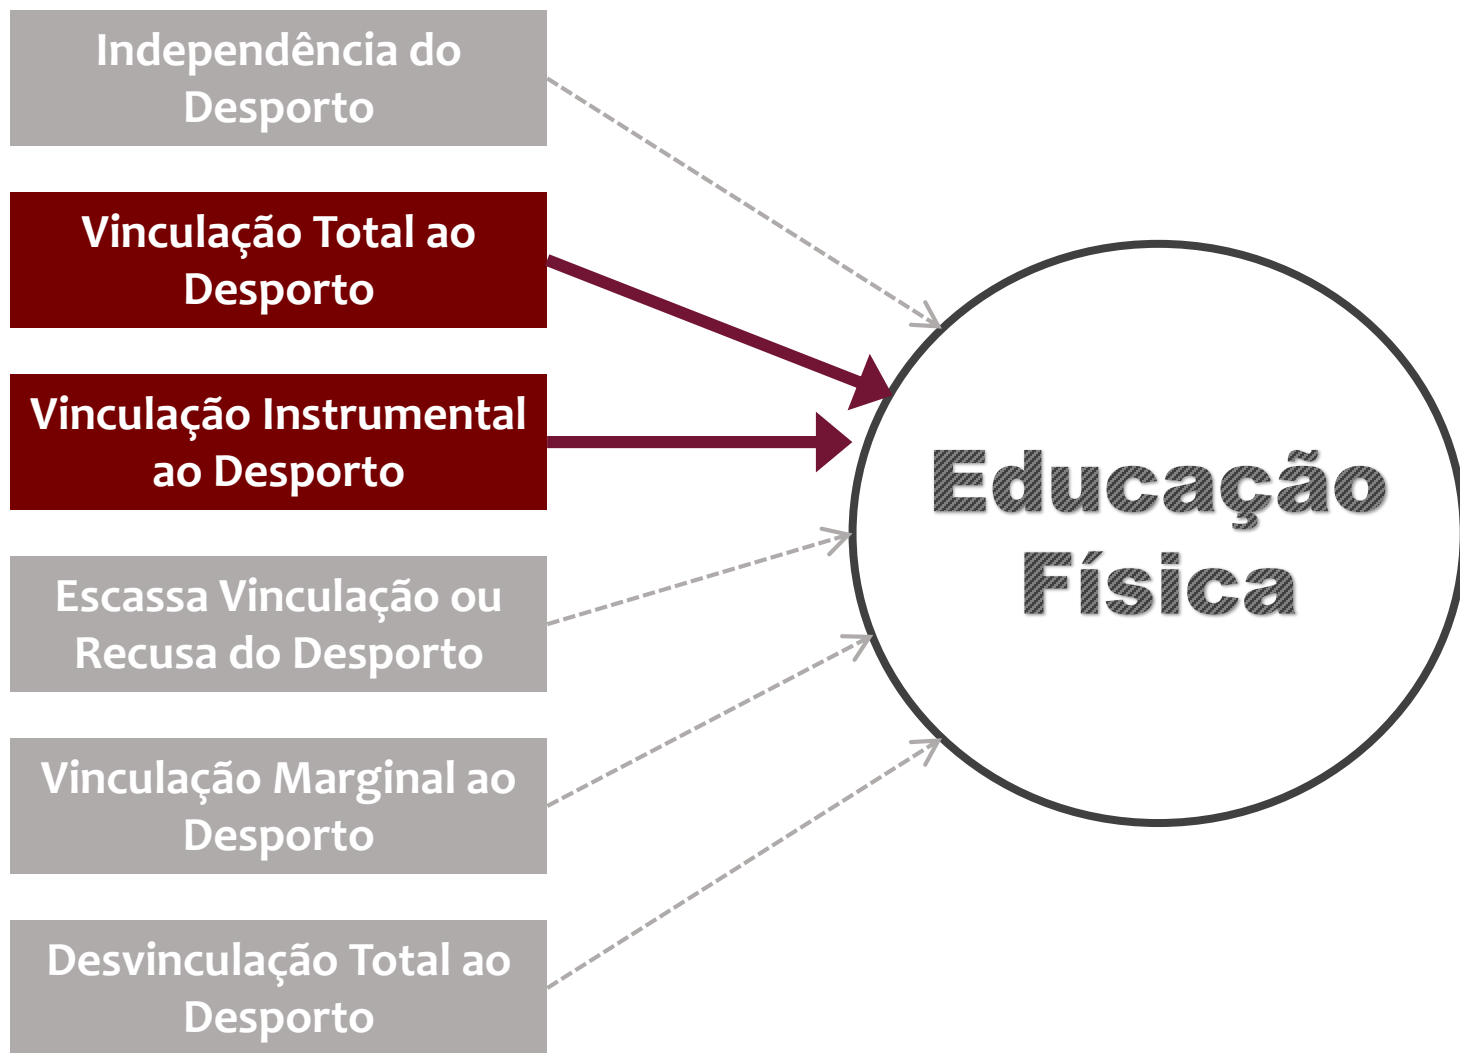 Independência do
Desporto
Vinculação Total ao
Desporto
Vinculação Instrumental
ao Desporto
Escassa Vinculação ou
Recusa do Desporto
Vinculação Marginal ao
Desporto
Desvinculação Total ao
Desporto
Educação
Física